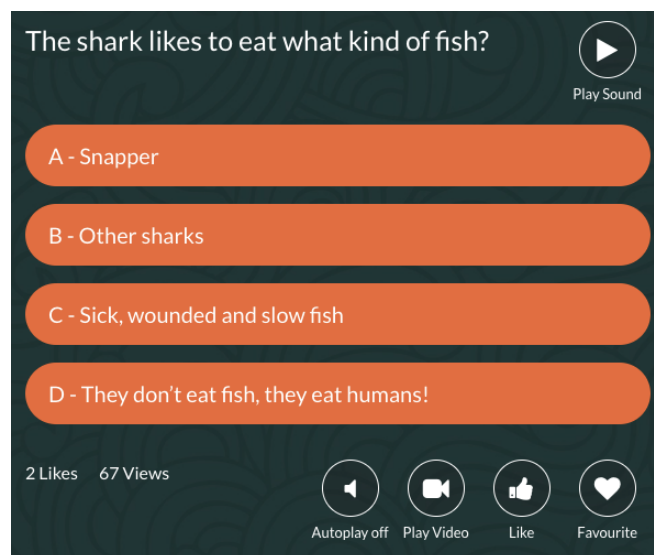 The shark likes to eat what kind of fish?
Play Sound
A - Snapper
B - Other sharks
C - Sick, wounded and slow fish
D - They don’t eat fish, they eat humans!
2 Likes 67 Views
Autoplay off Play Video Like Favourite